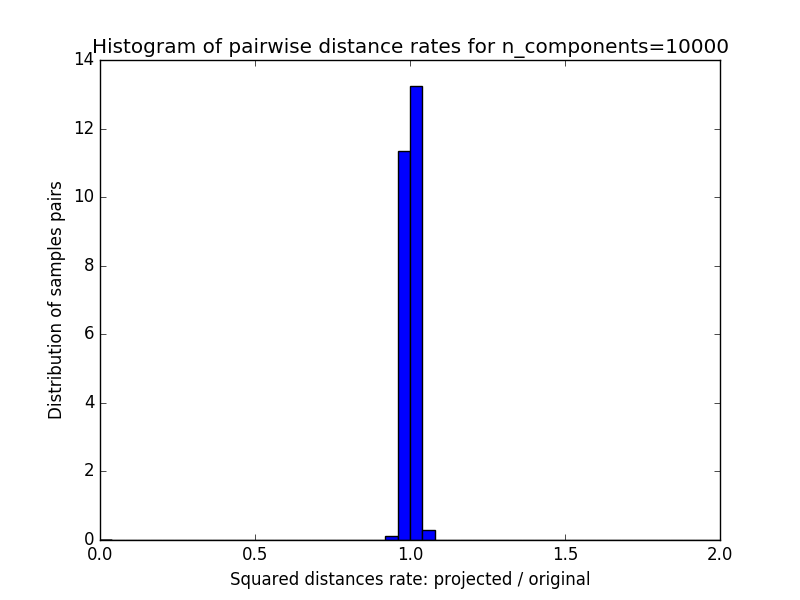 Histogram of pairwise distance rates for n_components=10000
14
12
10
8
6
4
2
0
Distribution of samples pairs
0.0 0.5 1.0 1.5 2.0
Squared distances rate: projected / original